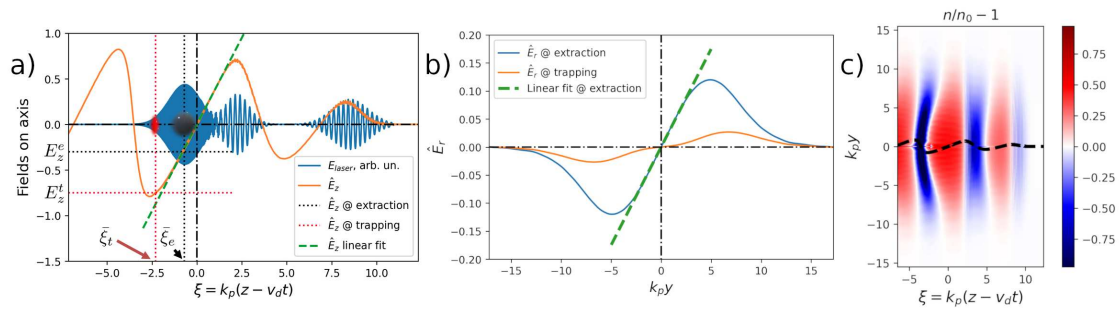 a)
Fields on axis
1.0
0.5
0.0
E_z^e
-0.5
E_z^t
-1.0
-1.5
ξ̄_t
ξ̄_e
-5.0
-2.5
0.0
2.5
5.0
7.5
10.0
ξ = k_p(z − v_d t)
E_laser, arb. un.
Ê_z
Ê_z @ extraction
Ê_z @ trapping
Ê_z linear fit
b)
Ê_r
0.20
0.15
0.10
0.05
0.00
−0.05
−0.10
−0.15
−0.20
−15
−10
−5
0
5
10
15
k_p y
Ê_r @ extraction
Ê_r @ trapping
Linear fit @ extraction
c)
n/n_0 − 1
k_p y
15
10
5
0
−5
−10
−15
−5
0
5
10
ξ = k_p(z − v_d t)
0.75
0.50
0.25
0.00
−0.25
−0.50
−0.75